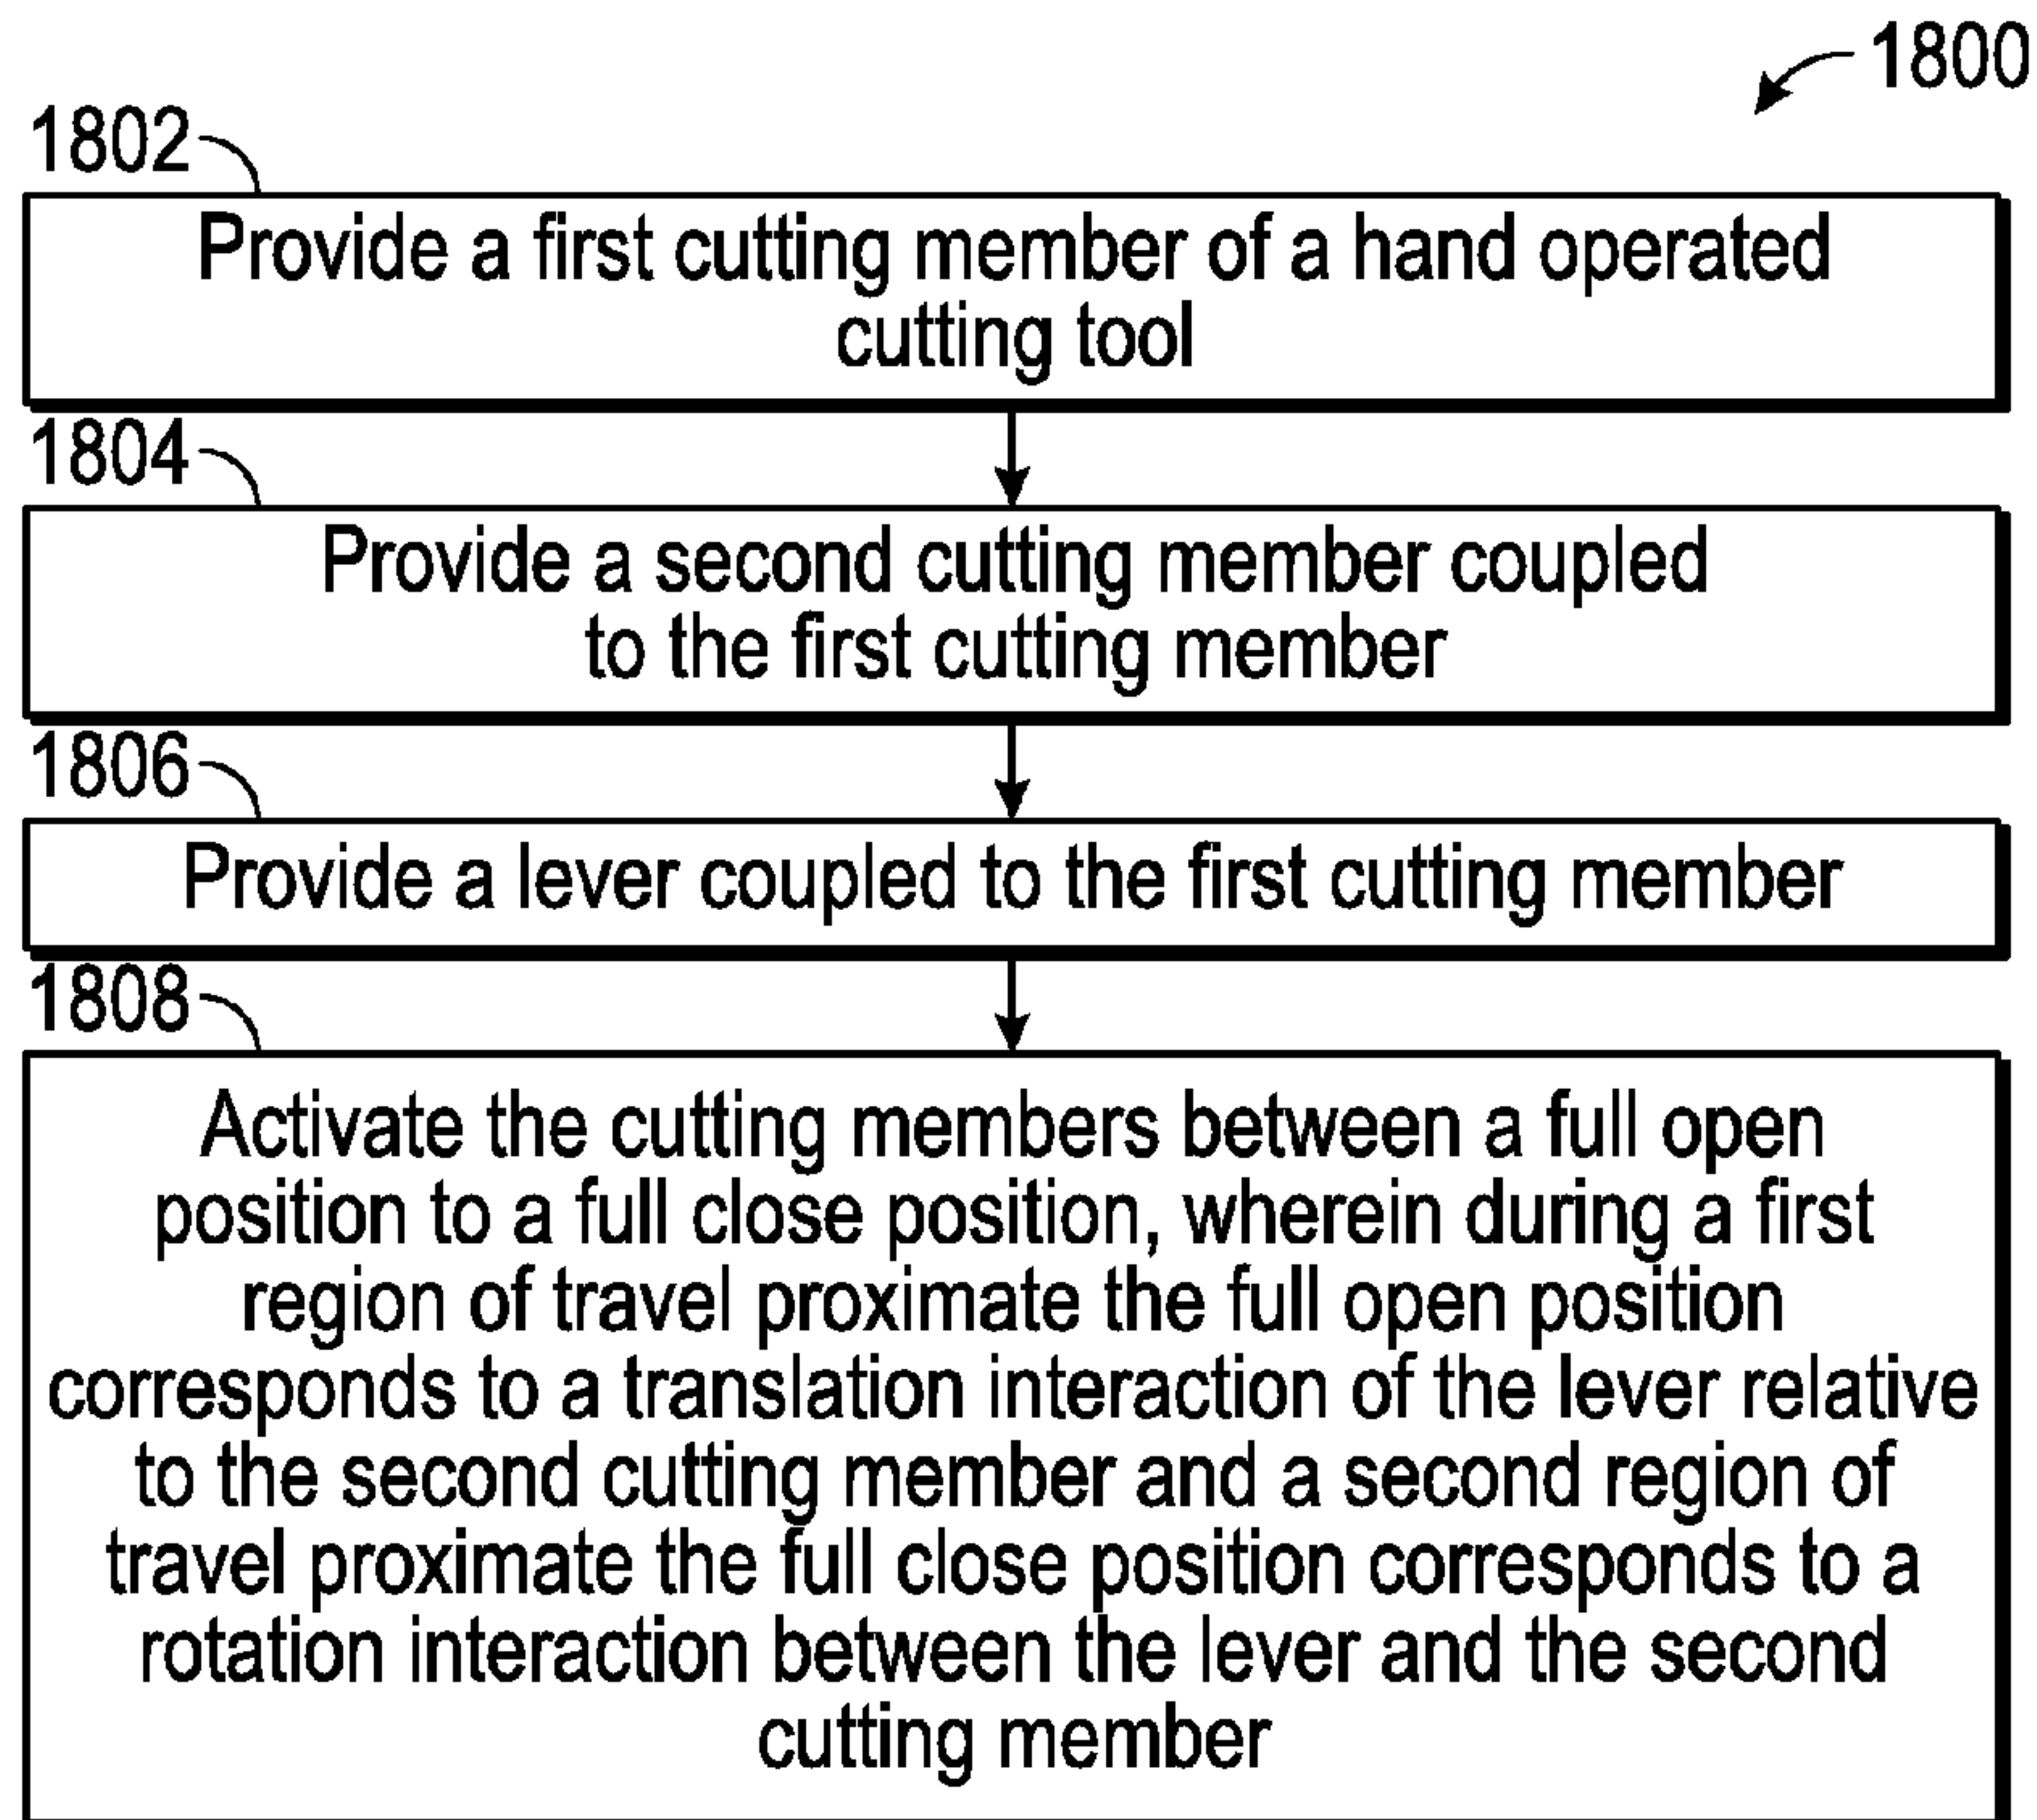 1800
1802
Provide a first cutting member of a hand operated
cutting tool
1804
Provide a second cutting member coupled
to the first cutting member
1806
Provide a lever coupled to the first cutting member
1808
Activate the cutting members between a full open
position to a full close position, wherein during a first
region of travel proximate the full open position
corresponds to a translation interaction of the lever relative
to the second cutting member and a second region of
travel proximate the full close position corresponds to a
rotation interaction between the lever and the second
cutting member